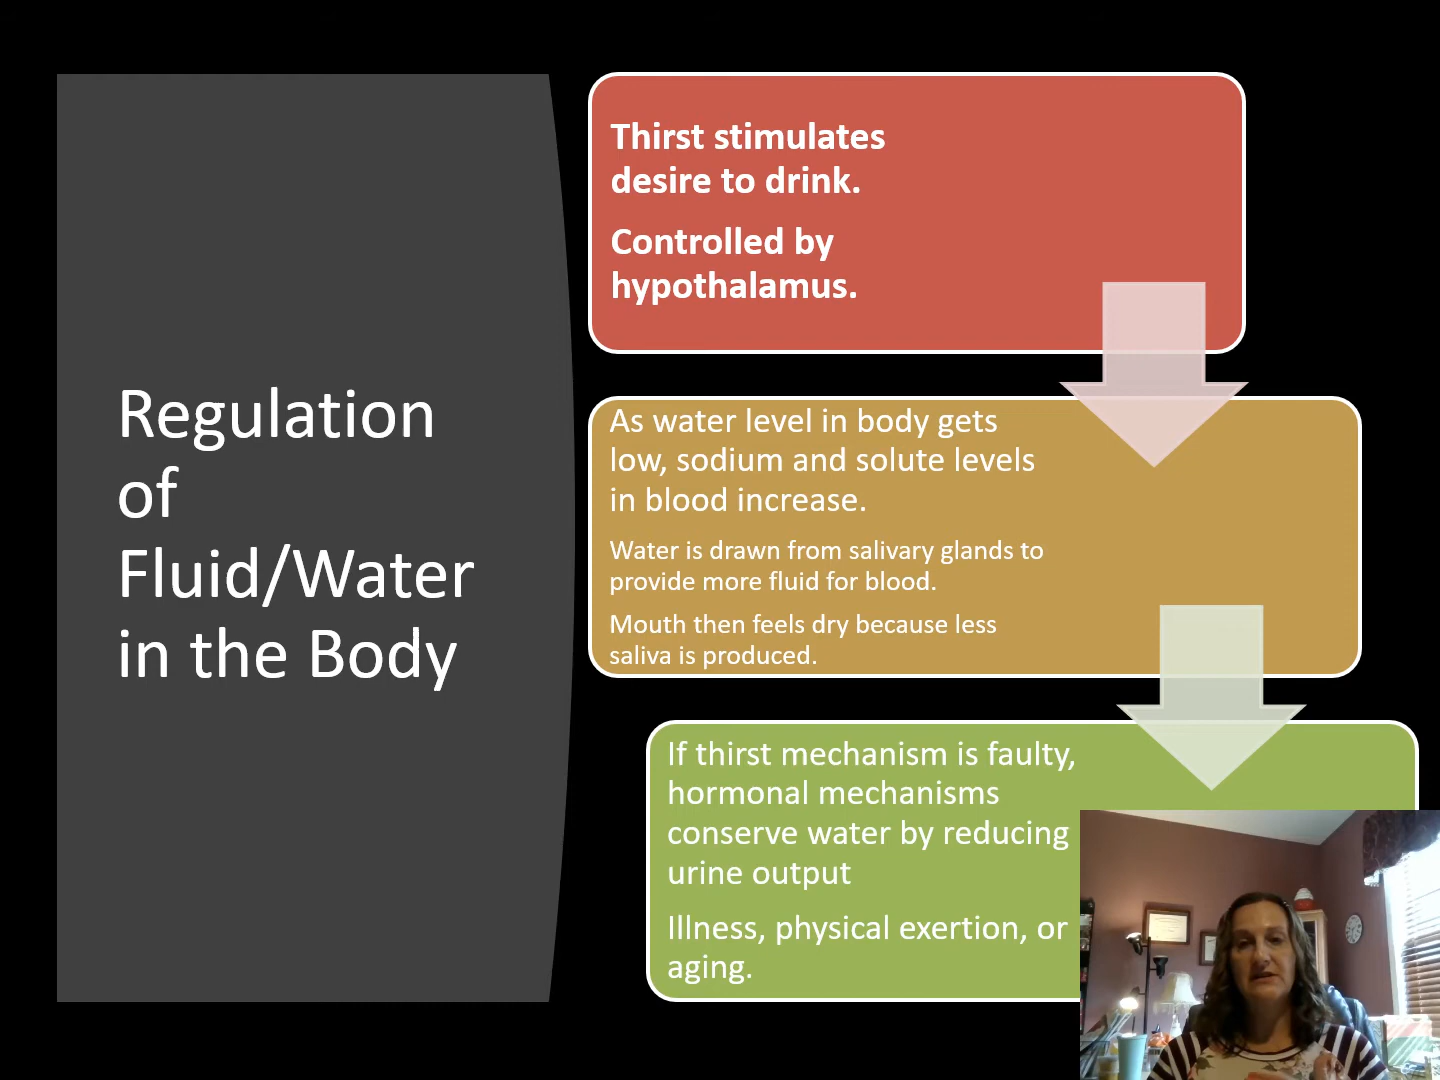 Regulation
of
Fluid/Water
in the Body
Thirst stimulates
desire to drink.
Controlled by
hypothalamus.
As water level in body gets
low, sodium and solute levels
in blood increase.
Water is drawn from salivary glands to
provide more fluid for blood.
Mouth then feels dry because less
saliva is produced.
If thirst mechanism is faulty,
hormonal mechanisms
conserve water by reducing
urine output
Illness, physical exertion, or
aging.